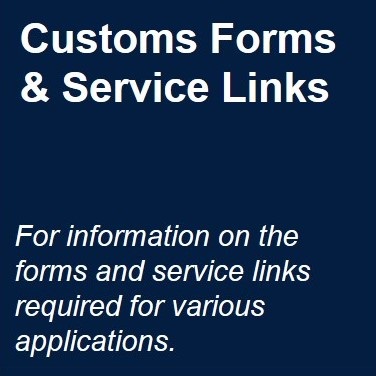 Customs Forms
& Service Links
For information on the
forms and service links
required for various
applications.